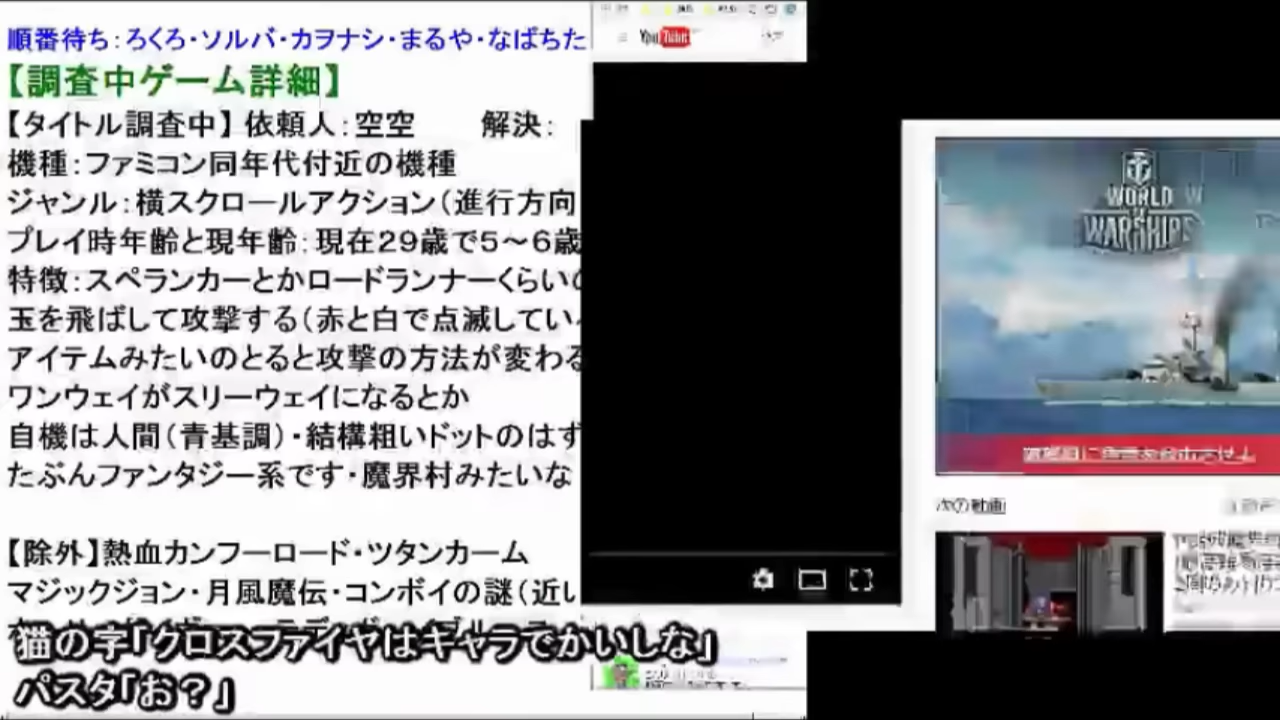 順番待ち:ろくろ・ソルバ・カヲナシ・まるや・なばちた
【調査中ゲーム詳細】
【タイトル調査中】依頼人:空空 解決:
機種:ファミコン同年代付近の機種
ジャンル:横スクロールアクション(進行方向
プレイ時年齢と現年齢:現在29歳で5～6歳
特徴:スペランカーとかロードランナーくらい
玉を飛ばして攻撃する(赤と白で点滅してい
アイテムみたいのとると攻撃の方法が変わる
ワンウェイがスリーウェイになるとか
自機は人間(青基調)・結構粗いドットのはず
たぶんファンタジー系です・魔界村みたいな
【除外】熱血カンフーロード・ツタンカーム
マジックジョン・月風魔伝・コンボイの謎(近い
猫の字「クロスファイヤはキャラでかいしな」
パスタ「お?」
YouTube
WORLD
OF
WARSHIPS
次の動画